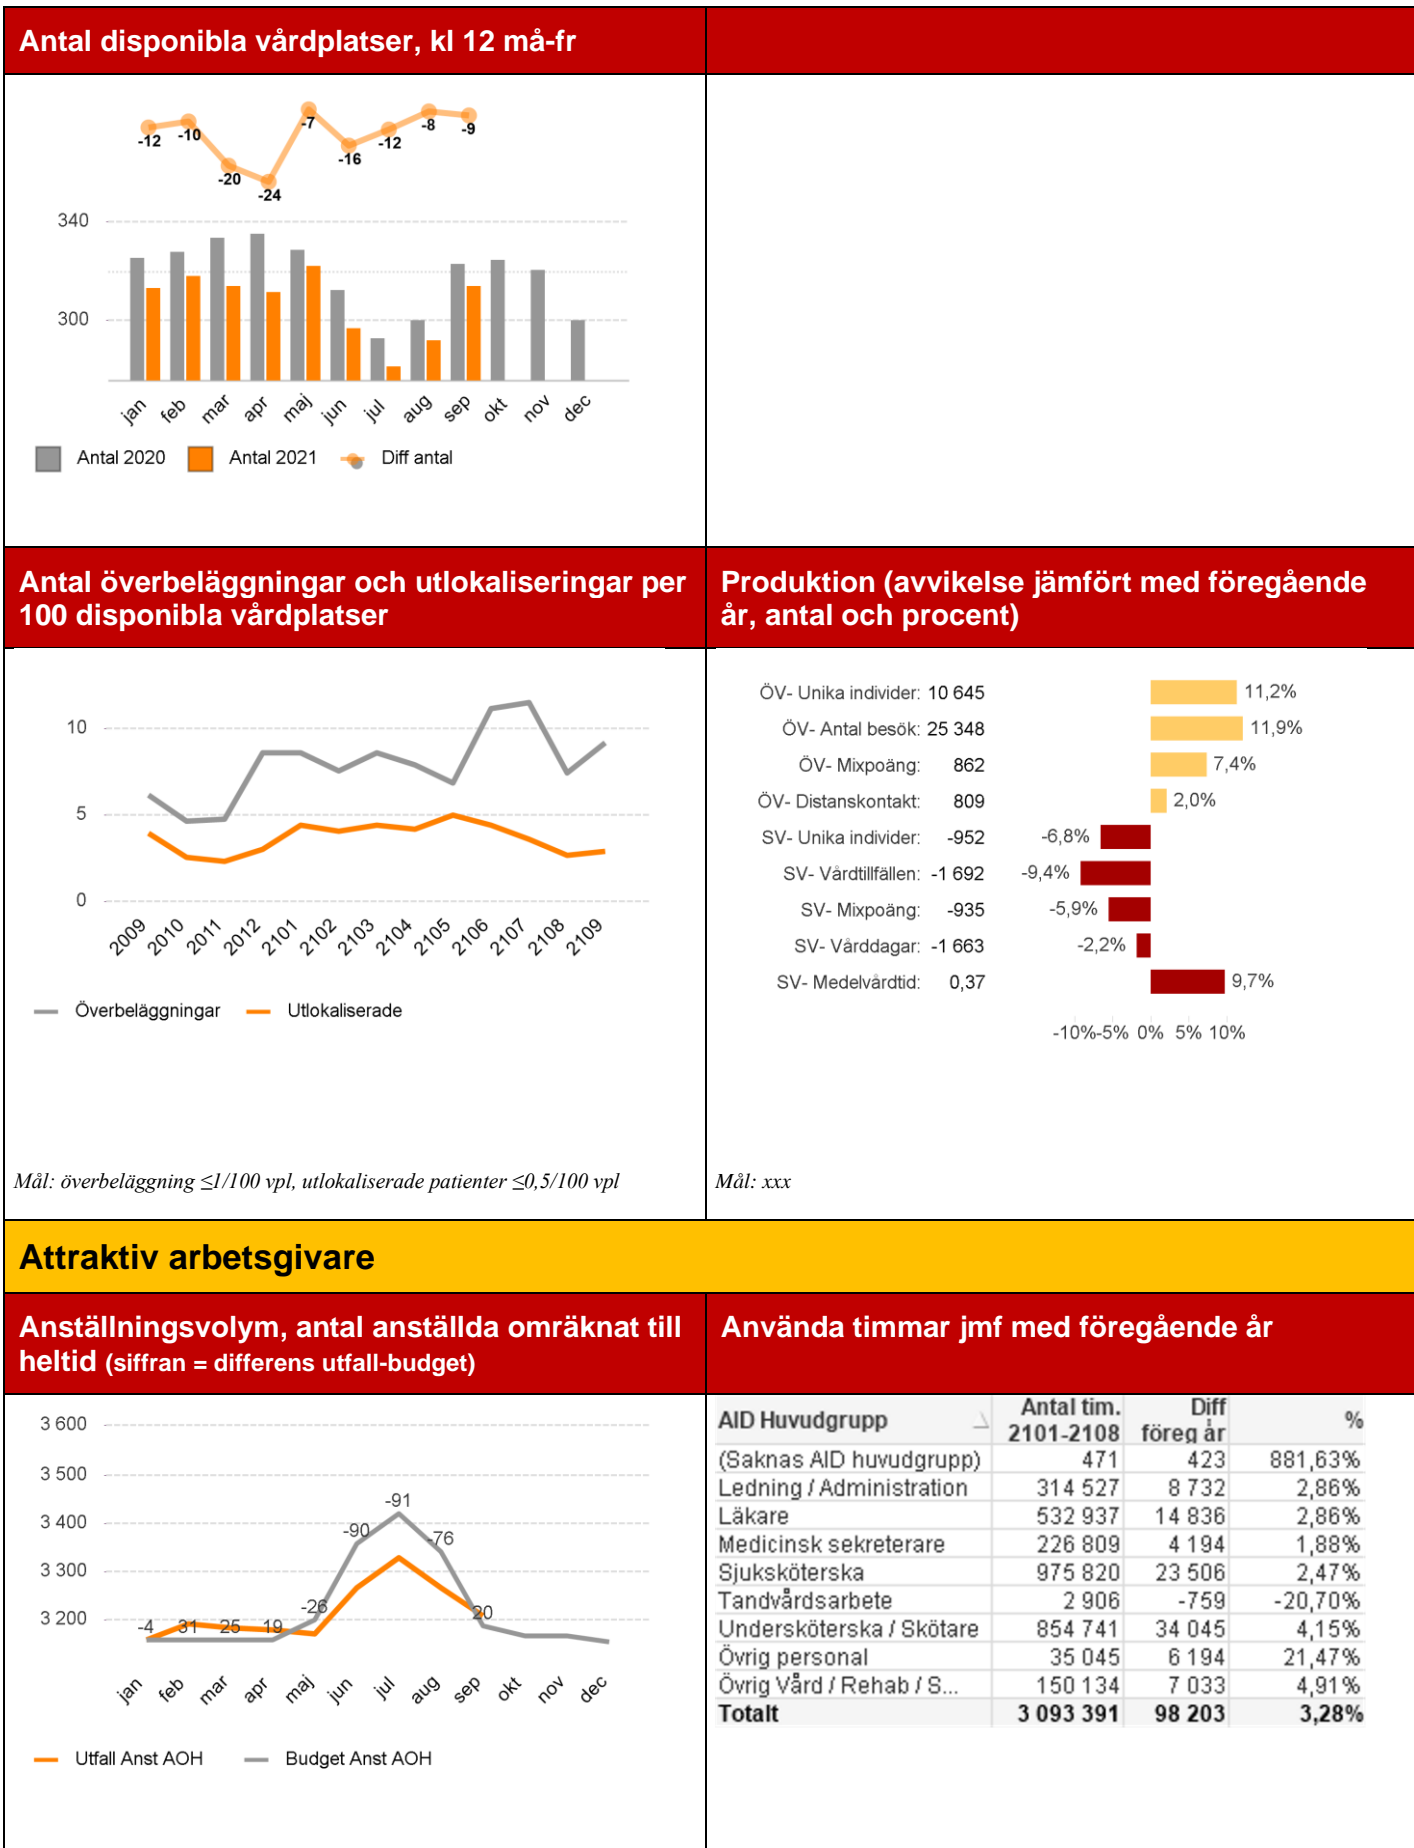 Antal disponibla vårdplatser, kl 12 må-fr
-12
-10
-20
-24
-7
-16
-12
-8
-9
340
300
jan
feb
mar
apr
maj
jun
jul
aug
sep
okt
nov
dec
Antal 2020
Antal 2021
Diff antal
Antal överbeläggningar och utlokaliseringar per
100 disponibla vårdplatser
10
5
0
2009
2010
2011
2012
2101
2102
2103
2104
2105
2106
2107
2108
2109
Överbeläggningar
Utlokaliserade
Mål: överbeläggning ≤1/100 vpl, utlokaliserade patienter ≤0,5/100 vpl
Produktion (avvikelse jämfört med föregående
år, antal och procent)
ÖV- Unika individer: 10 645 11,2%
ÖV- Antal besök: 25 348 11,9%
ÖV- Mixpoäng: 862 7,4%
ÖV- Distanskontakt: 809 2,0%
SV- Unika individer: -952 -6,8%
SV- Vårdtillfällen: -1 692 -9,4%
SV- Mixpoäng: -935 -5,9%
SV- Vårddagar: -1 663 -2,2%
SV- Medelvårdtid: 0,37 9,7%
-10% -5% 0% 5% 10%
Mål: xxx
Attraktiv arbetsgivare
Anställningsvolym, antal anställda omräknat till
heltid (siffran = differens utfall-budget)
3 600
3 500
3 400
3 300
3 200
-4
31
25
19
-26
-90
-91
-76
20
jan
feb
mar
apr
maj
jun
jul
aug
sep
okt
nov
dec
Utfall Anst AOH
Budget Anst AOH
Använda timmar jmf med föregående år
AID Huvudgrupp Antal tim. 2101-2108 Diff föreg år %
(Saknas AID huvudgrupp) 471 423 881,63%
Ledning / Administration 314 527 8 732 2,86%
Läkare 532 937 14 836 2,86%
Medicinsk sekreterare 226 809 4 194 1,88%
Sjuksköterska 975 820 23 506 2,47%
Tandvårdsarbete 2 906 -759 -20,70%
Undersköterska / Skötare 854 741 34 045 4,15%
Övrig personal 35 045 6 194 21,47%
Övrig Vård / Rehab / S... 150 134 7 033 4,91%
Totalt 3 093 391 98 203 3,28%